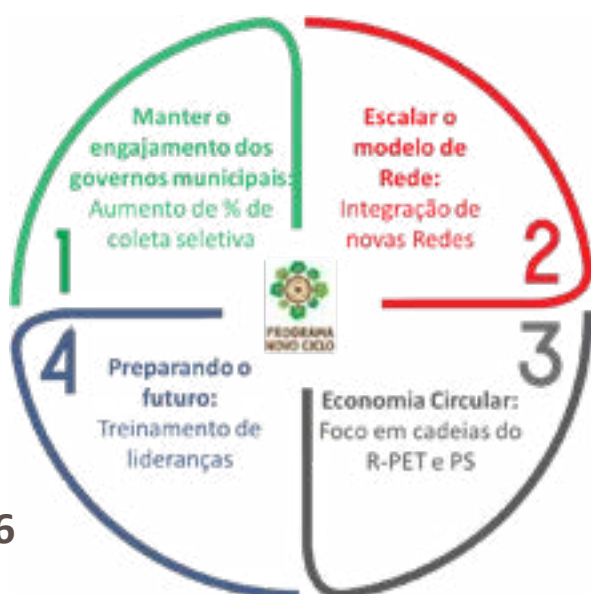 Manter o
engajamento dos
governos municipais:
Aumento de % de
coleta seletiva
1
Escalar o
modelo de
Rede:
Integração de
novas Redes
2
PROGRAMA
NOVO CICLO
3
Economia Circular:
Foco em cadeias do
R-PET e PS
4
Preparando o
futuro:
Treinamento de
lideranças
6